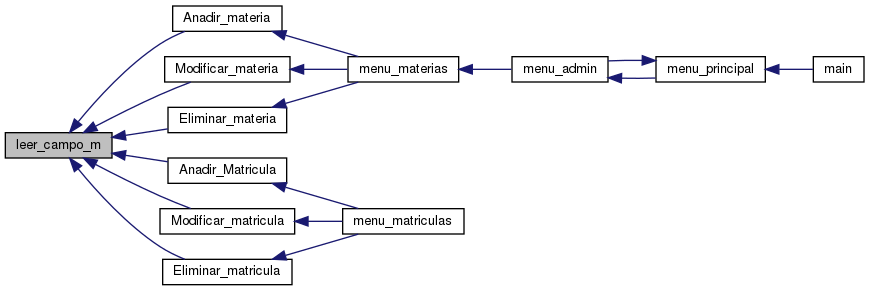 Anadir_materia
Modificar_materia
menu_materias
menu_admin
menu_principal
main
Eliminar_materia
leer_campo_m
Anadir_Matricula
Modificar_matricula
menu_matriculas
Eliminar_matricula